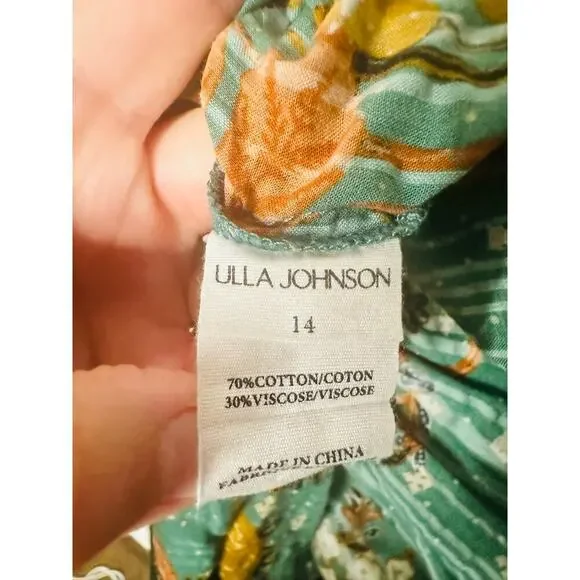 ULLA JOHNSON
14
70%COTTON/COTON
30%VISCOSE/VISCOSE
MADE IN CHINA